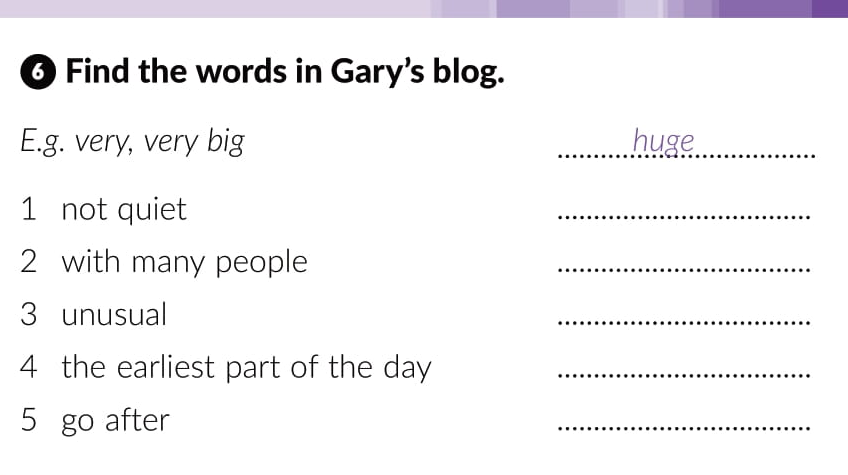 6 Find the words in Gary's blog.
E.g. very, very big huge
1 not quiet
2 with many people
3 unusual
4 the earliest part of the day
5 go after